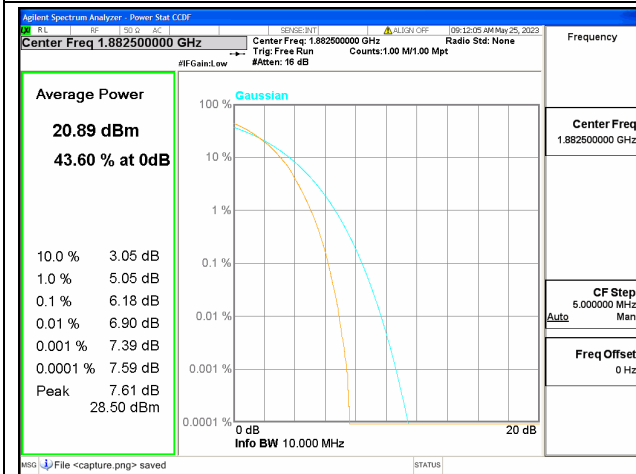 Agilent Spectrum Analyzer - Power Stat CCDF
RL RF 50 Ω AC SENSE:INT ALIGN OFF 09:12:05 AM May 25, 2023
Center Freq 1.882500000 GHz
Center Freq: 1.882500000 GHz Radio Std: None
Trig: Free Run Counts:1.00 M/1.00 Mpt
#IFGain:Low #Atten: 16 dB
Frequency
Center Freq
1.882500000 GHz
CF Step
5.000000 MHz
Auto Man
Freq Offset
0 Hz
Average Power
20.89 dBm
43.60 % at 0dB
10.0 % 3.05 dB
1.0 % 5.05 dB
0.1 % 6.18 dB
0.01 % 6.90 dB
0.001 % 7.39 dB
0.0001 % 7.59 dB
Peak 7.61 dB
28.50 dBm
Gaussian
100 %
10 %
1 %
0.1 %
0.01 %
0.001 %
0.0001 %
0 dB 20 dB
Info BW 10.000 MHz
MSG File <capture.png> saved STATUS